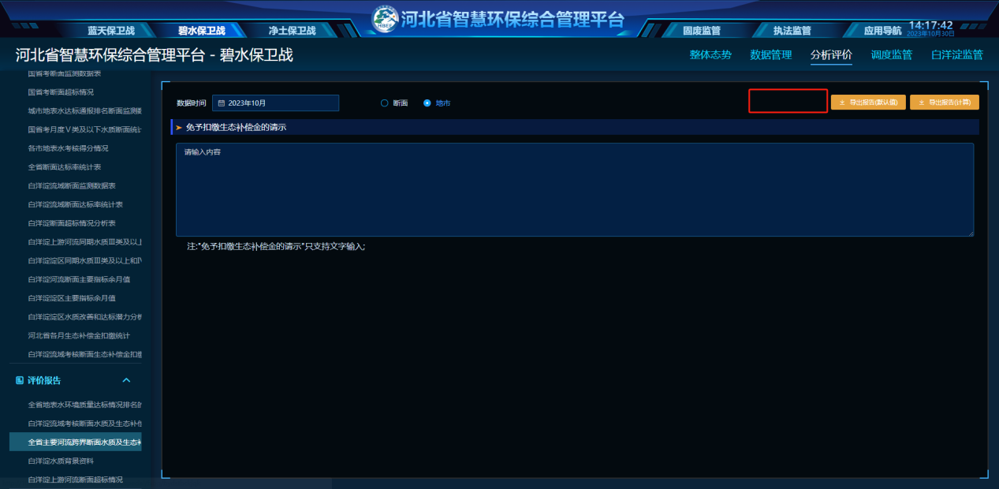 河北省智慧环保综合管理平台
蓝天保卫战
碧水保卫战
净土保卫战
固废监管
执法监管
应用导航
14:17:42
2023年10月30日
HBEE
河北省智慧环保综合管理平台 - 碧水保卫战
整体态势
数据管理
分析评价
调度监管
白洋淀监管
国省考断面监测数据表
国省考断面超标情况
城市地表水达标通报排名断面监测数
国省考月度Ⅴ类及以下水质断面统计
各市地表水考核得分情况
全省断面达标率统计表
白洋淀流域断面监测数据表
白洋淀流域断面达标率统计表
白洋淀断面超标情况分析表
白洋淀上游河流同期水质Ⅲ类及以上
白洋淀淀区同期水质Ⅲ类及以上和Ⅳ
白洋淀河流断面主要指标余月值
白洋淀淀区主要指标余月值
白洋淀淀区水质改善和达标潜力分析
河北省各月生态补偿金扣缴统计
白洋淀流域考核断面生态补偿金扣缴
评价报告
全省地表水环境质量达标情况排名的
白洋淀流域考核断面水质及生态补偿
全省主要河流跨界断面水质及生态补
白洋淀水质背景资料
白洋淀上游河流断面超标情况
数据时间
2023年10月
断面
地市
导出报告(默认值)
导出报告(计算)
免予扣缴生态补偿金的请示
请输入内容
注:"免予扣缴生态补偿金的请示"只支持文字输入;